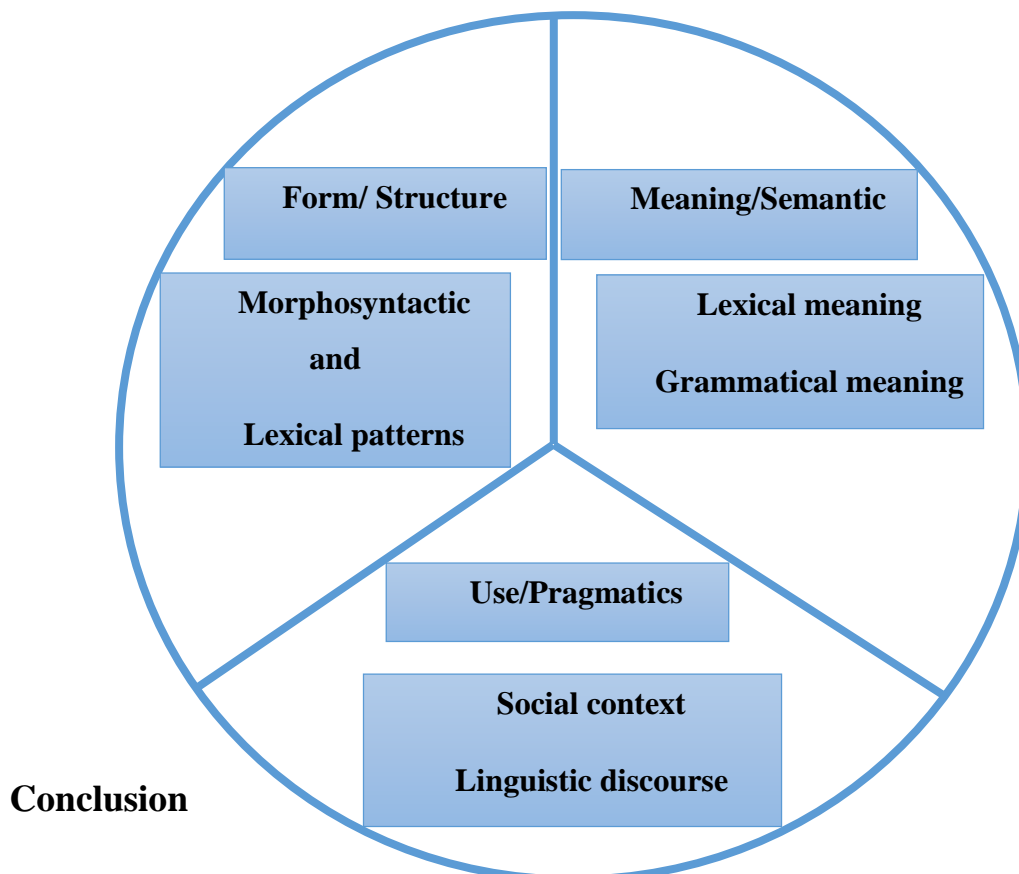 Form/ Structure
Meaning/Semantic
Morphosyntactic
and
Lexical patterns
Lexical meaning
Grammatical meaning
Use/Pragmatics
Social context
Linguistic discourse
Conclusion